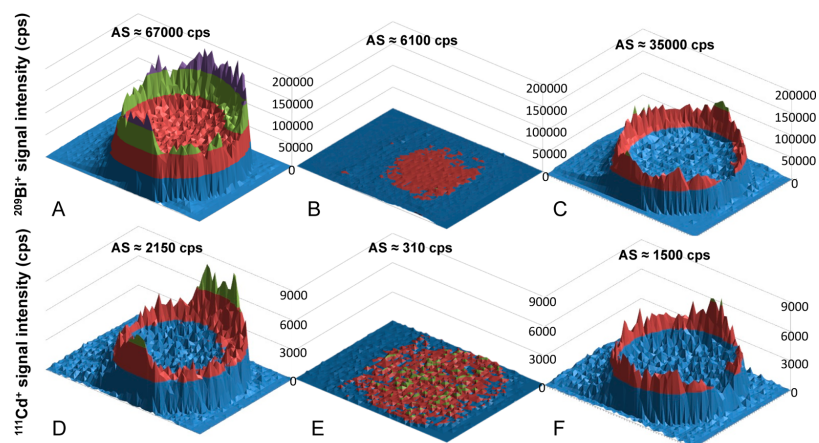 ²⁰⁹Bi⁺ signal intensity (cps)
AS ≈ 67000 cps
200000
150000
100000
50000
0
A
AS ≈ 6100 cps
200000
150000
100000
50000
0
B
AS ≈ 35000 cps
200000
150000
100000
50000
0
C
¹¹¹Cd⁺ signal intensity (cps)
AS ≈ 2150 cps
9000
6000
3000
0
D
AS ≈ 310 cps
9000
6000
3000
0
E
AS ≈ 1500 cps
9000
6000
3000
0
F